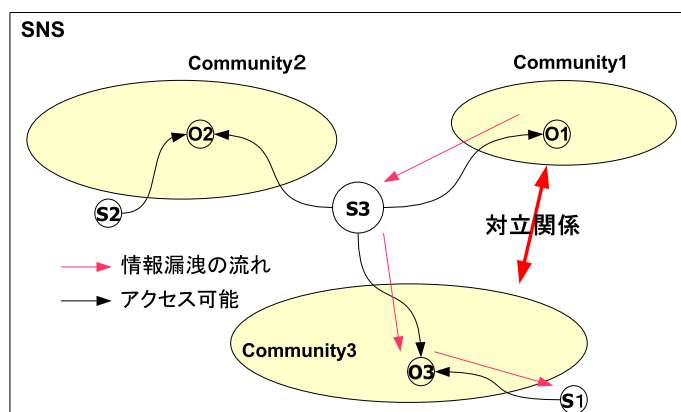 SNS
Community2
Community1
O2
O1
S2
S3
対立関係
情報漏洩の流れ
アクセス可能
Community3
O3
S1